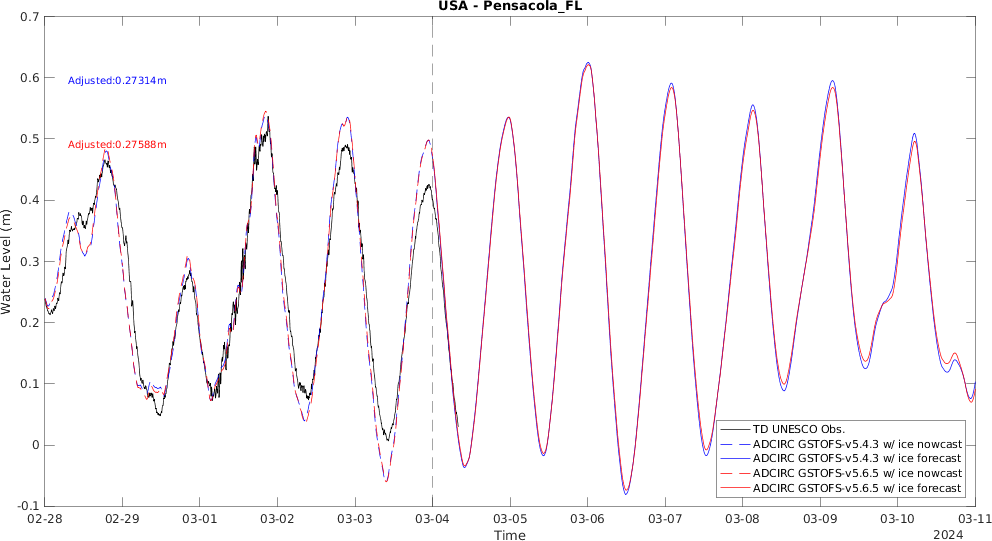 USA - Pensacola_FL
0.7
0.6
0.5
0.4
0.3
0.2
0.1
0
-0.1
Water Level (m)
Adjusted:0.27314m
Adjusted:0.27588m
TD UNESCO Obs.
ADCIRC GSTOFS-v5.4.3 w/ ice nowcast
ADCIRC GSTOFS-v5.4.3 w/ ice forecast
ADCIRC GSTOFS-v5.6.5 w/ ice nowcast
ADCIRC GSTOFS-v5.6.5 w/ ice forecast
02-28 02-29 03-01 03-02 03-03 03-04 03-05 03-06 03-07 03-08 03-09 03-10 03-11
Time
2024